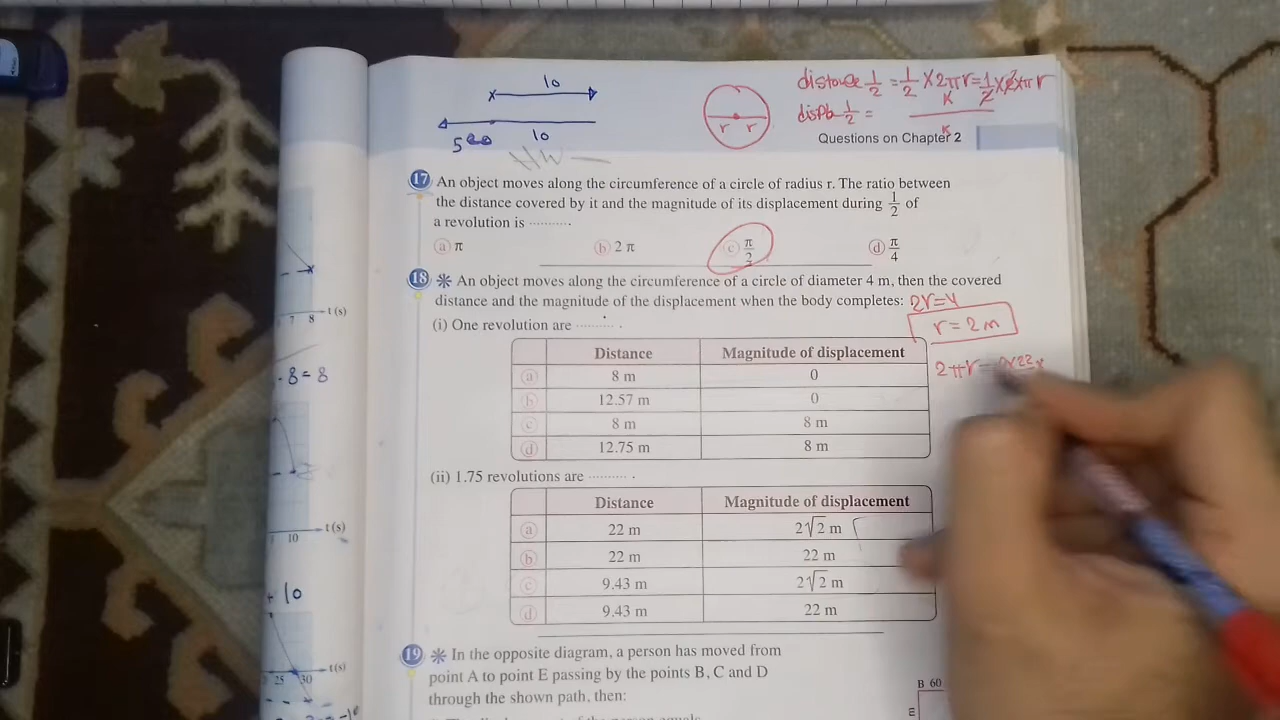 10
5 10
r r
distance 1/2 = 1/2 × 2πr = 1/2 × 2 × π r
displ 1/2 =
Questions on Chapter 2
17 An object moves along the circumference of a circle of radius r. The ratio between
the distance covered by it and the magnitude of its displacement during 1/2 of
a revolution is ..........
a π b 2 π c π/2 d π/4
18 * An object moves along the circumference of a circle of diameter 4 m, then the covered
distance and the magnitude of the displacement when the body completes: 2r=4
r = 2 m
(i) One revolution are .......... .
Distance Magnitude of displacement
a 8 m 0
b 12.57 m 0
c 8 m 8 m
d 12.75 m 8 m
2πr =
(ii) 1.75 revolutions are .......... .
Distance Magnitude of displacement
a 22 m 2√2 m
b 22 m 22 m
c 9.43 m 2√2 m
d 9.43 m 22 m
19 * In the opposite diagram, a person has moved from
point A to point E passing by the points B, C and D
through the shown path, then:
B 60
7 8 t (s)
- 8 = 8
10 t (s)
+ 10
25 30 t (s)